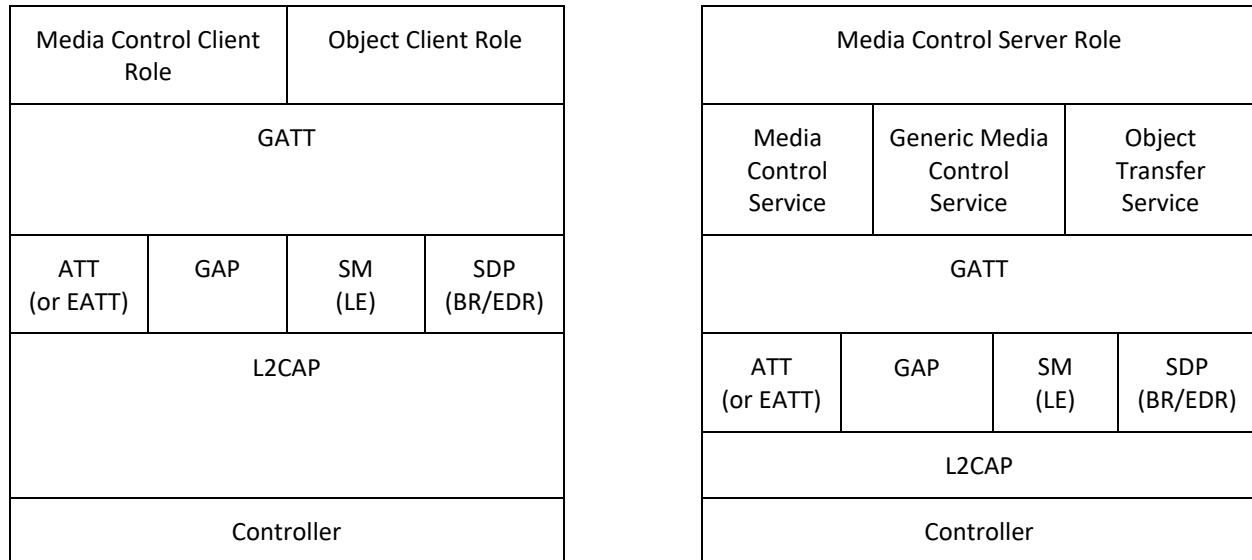 Media Control Client
Role
Object Client Role
GATT
ATT
(or EATT)
GAP
SM
(LE)
SDP
(BR/EDR)
L2CAP
Controller
Media Control Server Role
Media
Control
Service
Generic Media
Control
Service
Object
Transfer
Service
GATT
ATT
(or EATT)
GAP
SM
(LE)
SDP
(BR/EDR)
L2CAP
Controller